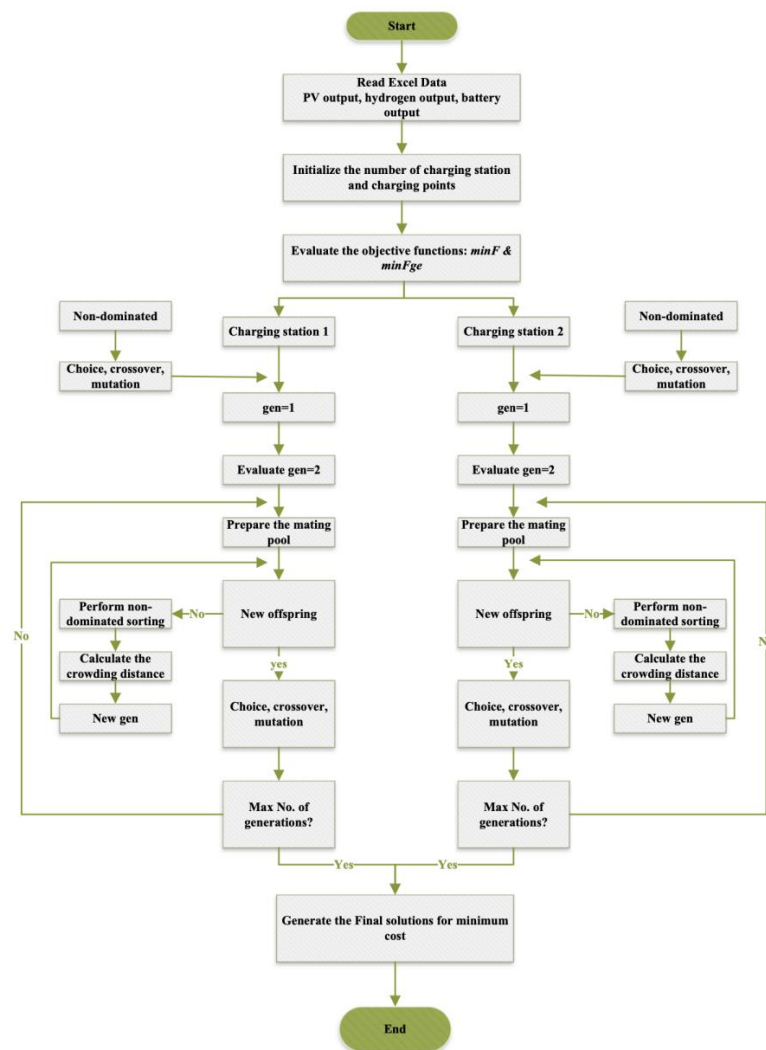 Start
Read Excel Data
PV output, hydrogen output, battery
output
Initialize the number of charging station
and charging points
Evaluate the objective functions: minF &
minFge
Non-dominated
Charging station 1
Charging station 2
Non-dominated
Choice, crossover,
mutation
Choice, crossover,
mutation
gen=1
gen=1
Evaluate gen=2
Evaluate gen=2
Prepare the mating
pool
Prepare the mating
pool
Perform non-
dominated sorting
No
New offspring
New offspring
No
Perform non-
dominated sorting
No
Calculate the
crowding distance
yes
Yes
Calculate the
crowding distance
N
New gen
Choice, crossover,
mutation
Choice, crossover,
mutation
New gen
Max No. of
generations?
Max No. of
generations?
Yes
Yes
Generate the Final solutions for minimum
cost
End